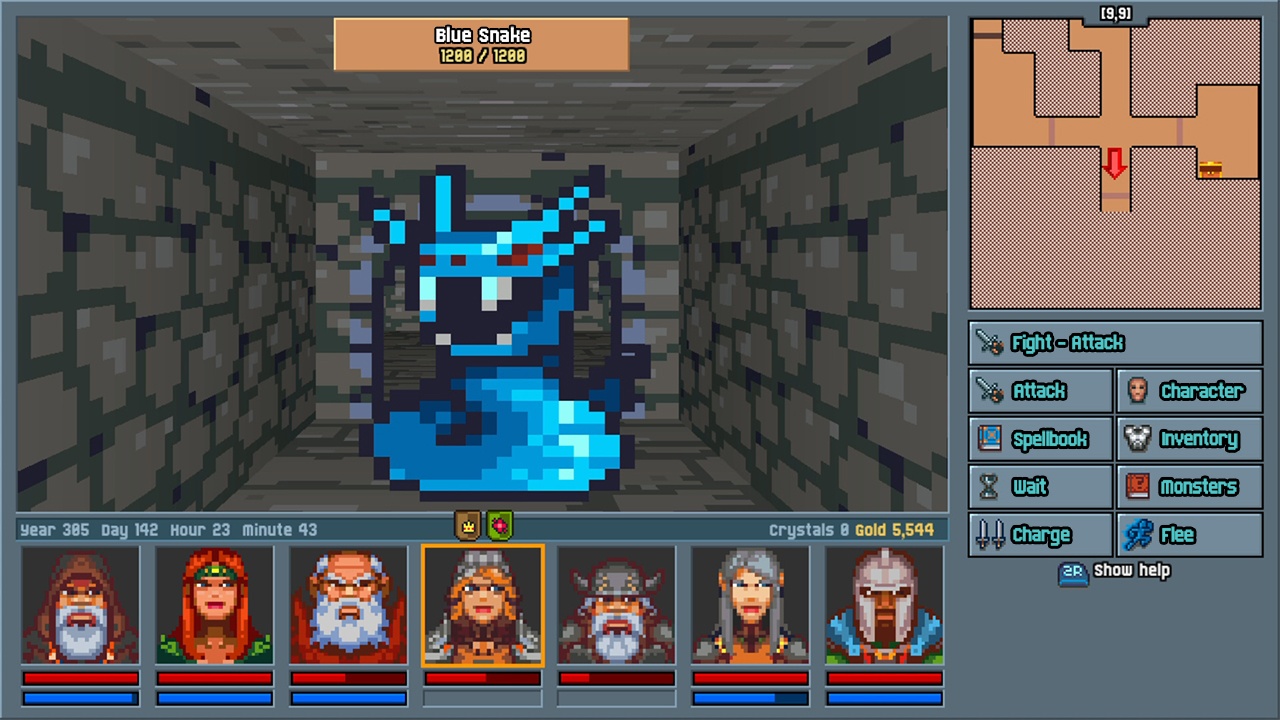 Blue Snake
1200 / 1200
[9,9]
Fight - Attack
Attack
Character
Spellbook
Inventory
Wait
Monsters
Charge
Flee
ZR Show help
Year 385 Day 142 Hour 23 Minute 43
Crystals 0 Gold 5,544